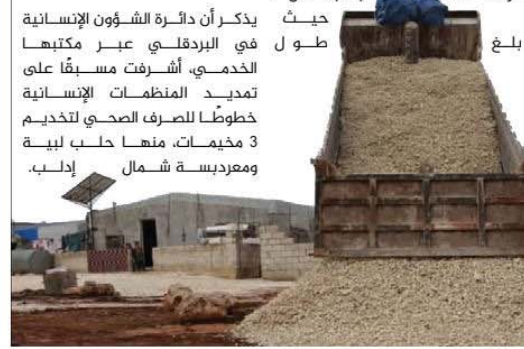 حيث
بلغ طول
يذكر أن دائرة الشؤون الإنسانية
في البردقلي عبر مكتبها
الخدمي، أشرفت مسبقًا على
تمديد المنظمات الإنسانية
خطوطًا للصرف الصحي لتخديم
3 مخيمات، منها حلب لبية
ومعردبسة شمال إدلب.